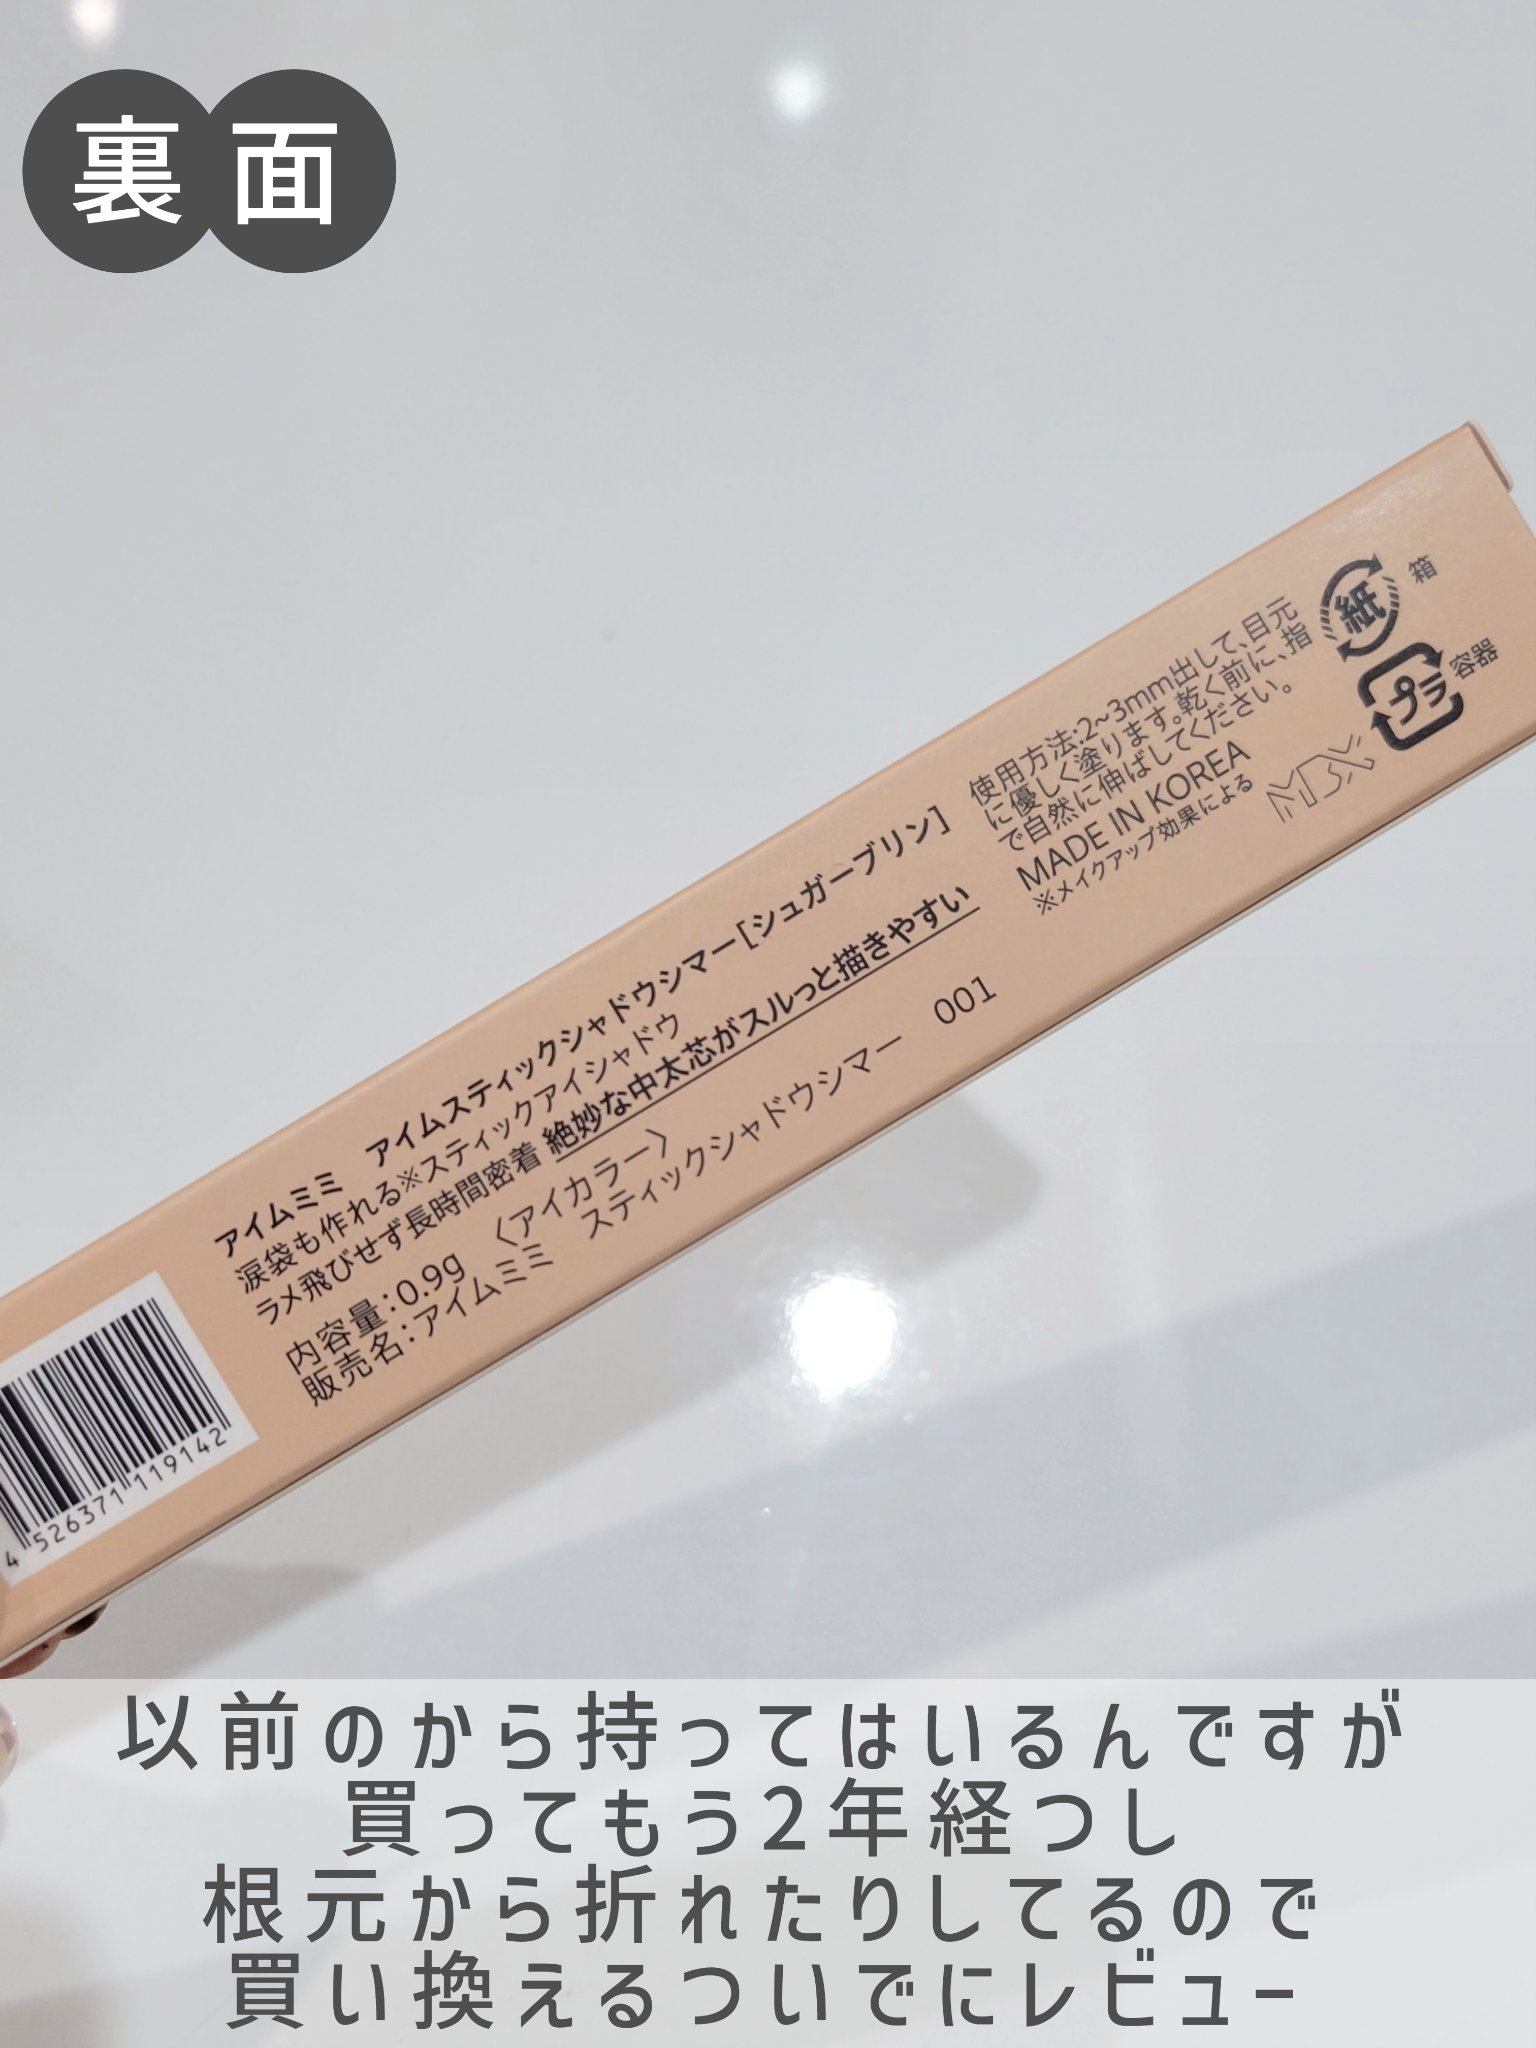 裏面
アイムミミ　アイムスティックシャドウシマー[シュガーブリン]
涙袋も作れる※スティックアイシャドウ
ラメ飛びせず長時間密着 絶妙な中太芯がスルっと描きやすい
内容量：0.9g　〈アイカラー〉
販売名：アイムミミ　スティックシャドウシマー　001
使用方法:2~3mm出して、目元
に優しく塗ります。乾く前に、指
で自然に伸ばしてください。
MADE IN KOREA
※メイクアップ効果による
紙 箱
プラ 容器
4 526371 119142
以前のから持ってはいるんですが
買ってもう2年経つし
根元から折れたりしてるので
買い換えるついでにレビュー